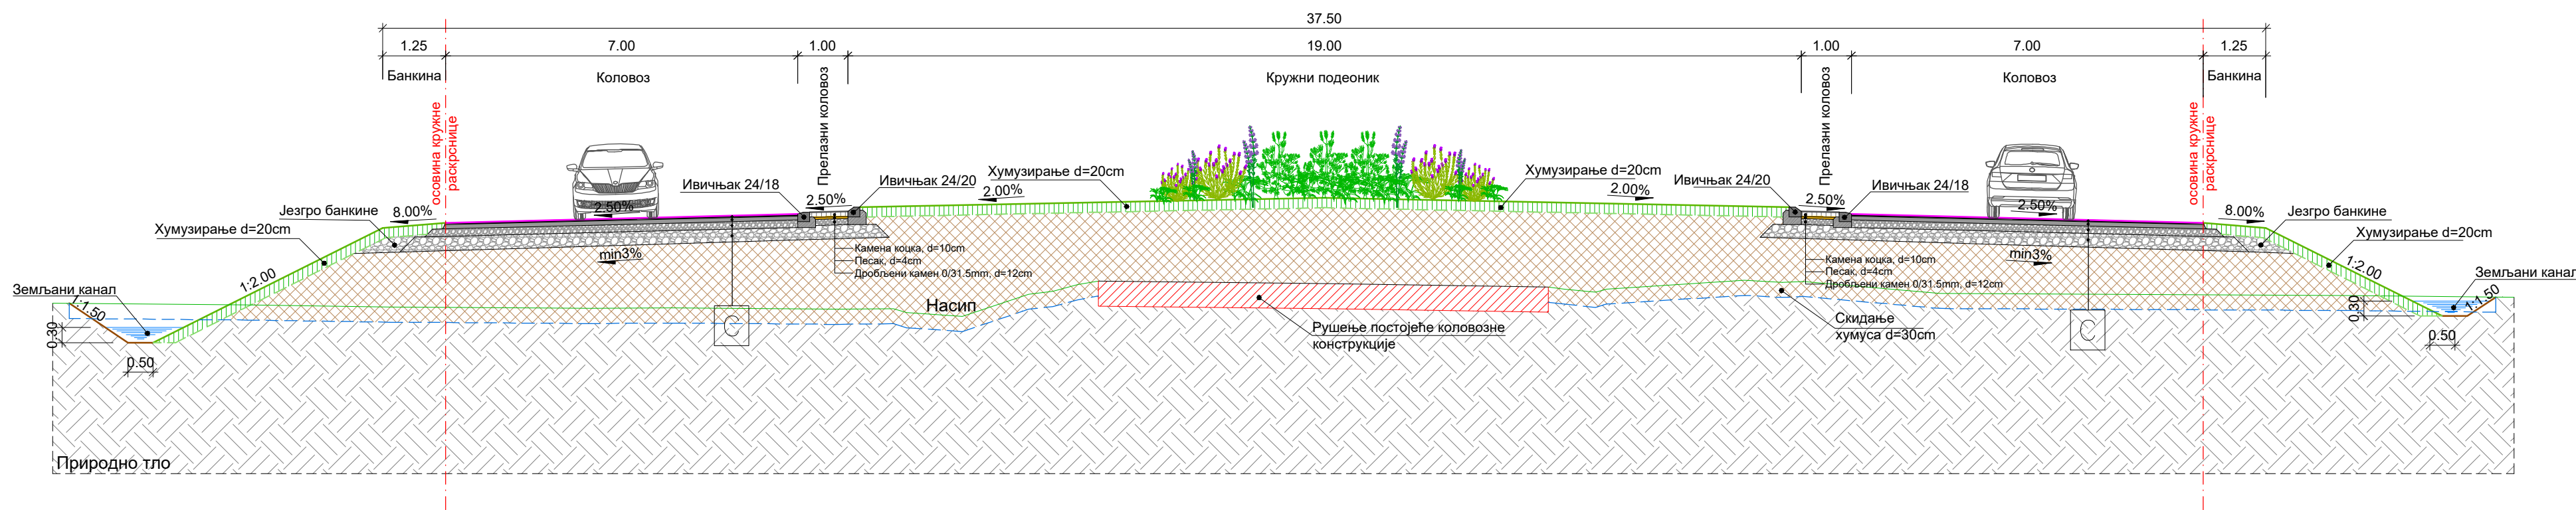 37.50
1.25
7.00
1.00
19.00
1.00
7.00
1.25
Банкина
Коловоз
Прелазни коловоз
Кружни подеоник
Прелазни коловоз
Коловоз
Банкина
осовина кружне
раскрснице
осовина кружне
раскрснице
Хумузирање d=20cm
Хумузирање d=20cm
Ивичњак 24/18
Ивичњак 24/20
Ивичњак 24/20
Ивичњак 24/18
2.50%
2.00%
2.00%
2.50%
Језгро банкине
8.00%
2.50%
2.50%
8.00%
Језгро банкине
Хумузирање d=20cm
Хумузирање d=20cm
min3%
min3%
Камена коцка, d=10cm
Песак, d=4cm
Дробљени камен 0/31.5mm, d=12cm
Камена коцка, d=10cm
Песак, d=4cm
Дробљени камен 0/31.5mm, d=12cm
1:2.00
1:2.00
Земљани канал
Земљани канал
1:1.50
1:1.50
Насип
0.30
0.30
G
G
Рушење постојеће коловозне
конструкције
Скидање
хумуса d=30cm
0.50
0.50
Природно тло